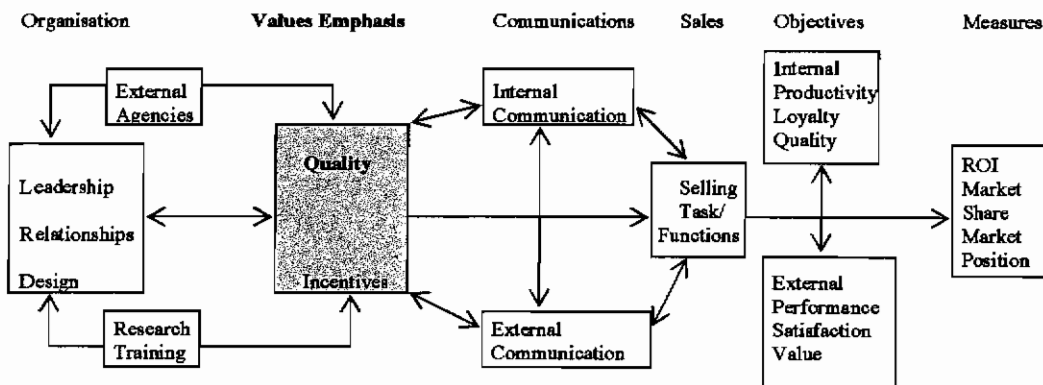 Organisation
Values Emphasis
Communications
Sales
Objectives
Measures
External
Agencies
Leadership
Relationships
Design
Research
Training
Quality
Incentives
Internal
Communication
External
Communication
Selling
Task/
Functions
Internal
Productivity
Loyalty
Quality
External
Performance
Satisfaction
Value
ROI
Market
Share
Market
Position